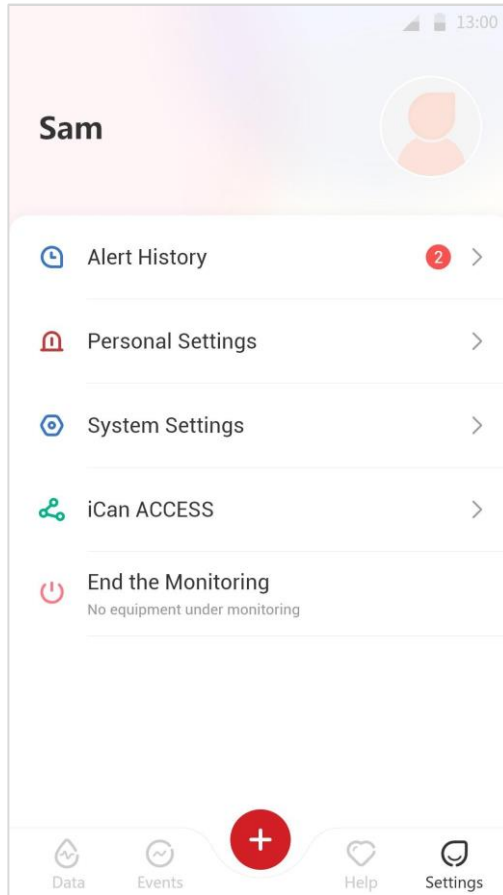 13:00
Sam
Alert History
2
Personal Settings
System Settings
iCan ACCESS
End the Monitoring
No equipment under monitoring
Data
Events
Help
Settings